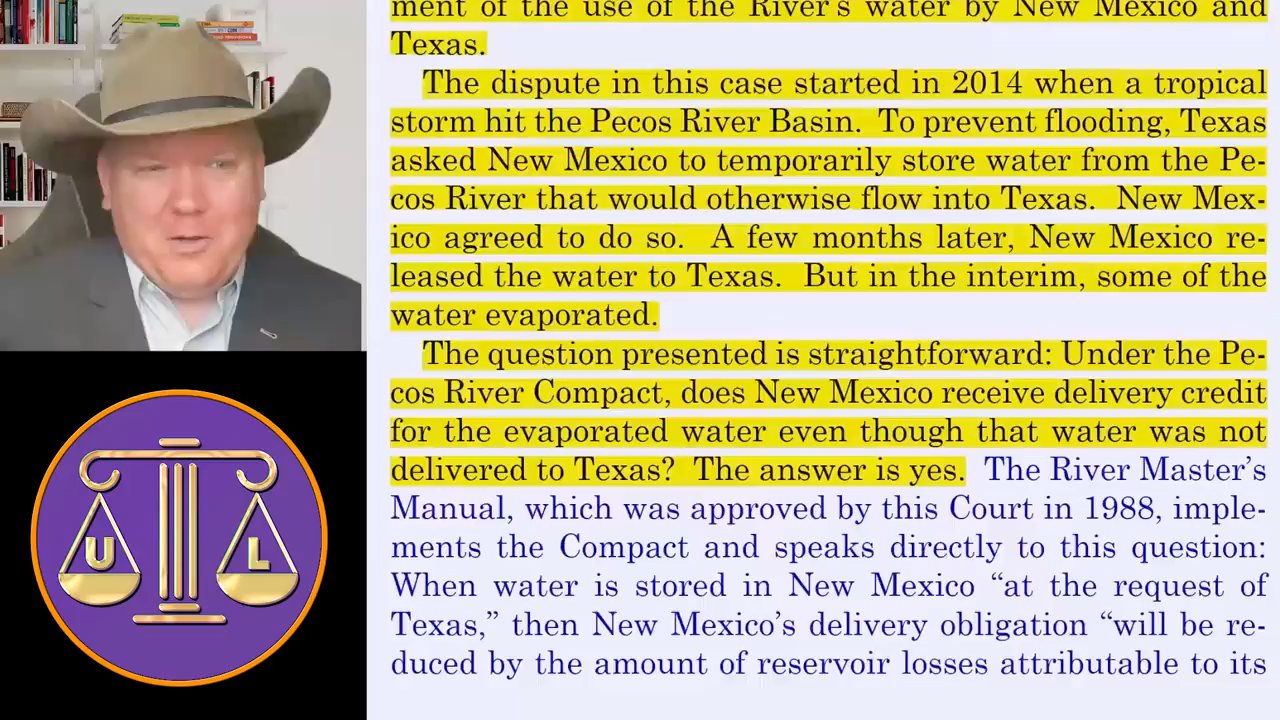 ment of the use of the River's water by New Mexico and
Texas.
The dispute in this case started in 2014 when a tropical
storm hit the Pecos River Basin.  To prevent flooding, Texas
asked New Mexico to temporarily store water from the Pe-
cos River that would otherwise flow into Texas.  New Mex-
ico agreed to do so.  A few months later, New Mexico re-
leased the water to Texas.  But in the interim, some of the
water evaporated.
The question presented is straightforward: Under the Pe-
cos River Compact, does New Mexico receive delivery credit
for the evaporated water even though that water was not
delivered to Texas?  The answer is yes.  The River Master's
Manual, which was approved by this Court in 1988, imple-
ments the Compact and speaks directly to this question:
When water is stored in New Mexico “at the request of
Texas,” then New Mexico's delivery obligation “will be re-
duced by the amount of reservoir losses attributable to its
U L